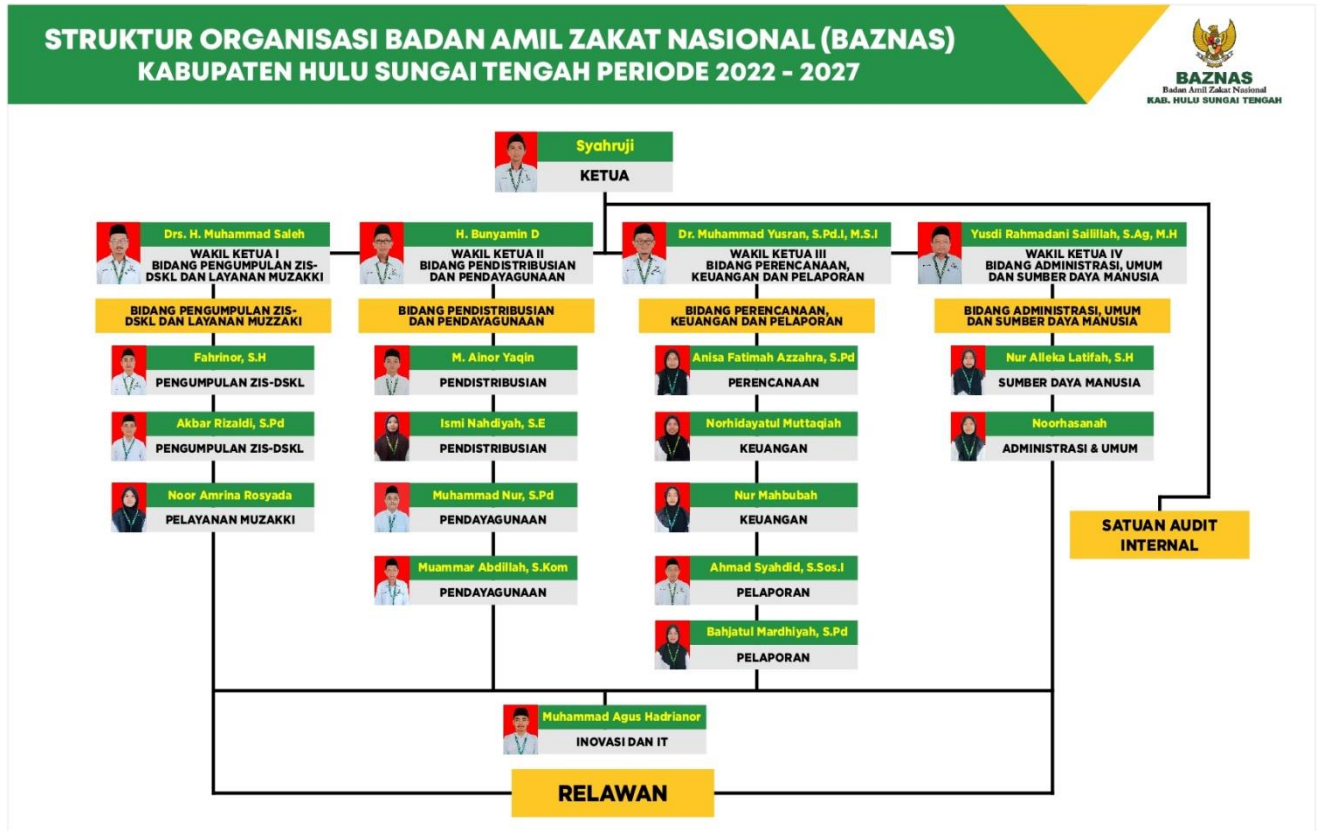 STRUKTUR ORGANISASI BADAN AMIL ZAKAT NASIONAL (BAZNAS)
KABUPATEN HULU SUNGAI TENGAH PERIODE 2022 - 2027
BAZNAS
Badan Amil Zakat Nasional
KAB. HULU SUNGAI TENGAH
Syahruji
KETUA
Drs. H. Muhammad Saleh
WAKIL KETUA I
BIDANG PENGUMPULAN ZIS-
DSKL DAN LAYANAN MUZAKKI
H. Bunyamin D
WAKIL KETUA II
BIDANG PENDISTRIBUSIAN
DAN PENDAYAGUNAAN
Dr. Muhammad Yusran, S.Pd.I, M.S.I
WAKIL KETUA III
BIDANG PERENCANAAN,
KEUANGAN DAN PELAPORAN
Yusdi Rahmadani Sailillah, S.Ag, M.H
WAKIL KETUA IV
BIDANG ADMINISTRASI, UMUM
DAN SUMBER DAYA MANUSIA
BIDANG PENGUMPULAN ZIS-
DSKL DAN LAYANAN MUZZAKI
Fahrinor, S.H
PENGUMPULAN ZIS-DSKL
Akbar Rizaldi, S.Pd
PENGUMPULAN ZIS-DSKL
Noor Amrina Rosyada
PELAYANAN MUZAKKI
BIDANG PENDISTRIBUSIAN
DAN PENDAYAGUNAAN
M. Ainor Yaqin
PENDISTRIBUSIAN
Ismi Nahdiyah, S.E
PENDISTRIBUSIAN
Muhammad Nur, S.Pd
PENDAYAGUNAAN
Muammar Abdillah, S.Kom
PENDAYAGUNAAN
BIDANG PERENCANAAN,
KEUANGAN DAN PELAPORAN
Anisa Fatimah Azzahra, S.Pd
PERENCANAAN
Norhidayatul Muttaqiah
KEUANGAN
Nur Mahbubah
KEUANGAN
Ahmad Syahdid, S.Sos.I
PELAPORAN
Bahjatul Mardhiyah, S.Pd
PELAPORAN
BIDANG ADMINISTRASI, UMUM
DAN SUMBER DAYA MANUSIA
Nur Alleka Latifah, S.H
SUMBER DAYA MANUSIA
Noorhasanah
ADMINISTRASI & UMUM
SATUAN AUDIT
INTERNAL
Muhammad Agus Hadrianor
INOVASI DAN IT
RELAWAN